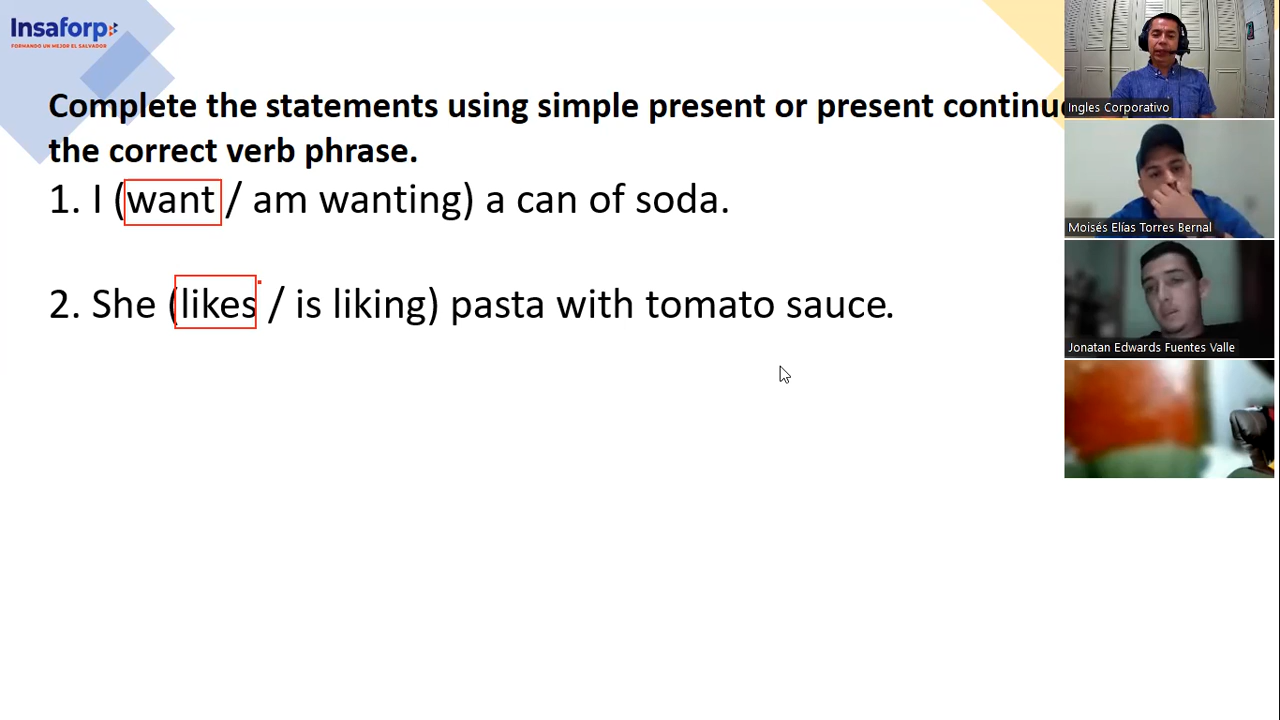 Insaforp
FORMANDO UN MEJOR EL SALVADOR
Complete the statements using simple present or present
the correct verb phrase.
1. I (want / am wanting) a can of soda.
2. She (likes / is liking) pasta with tomato sauce.
Ingles Corporativo
Moisés Elías Torres Bernal
Jonatan Edwards Fuentes Valle